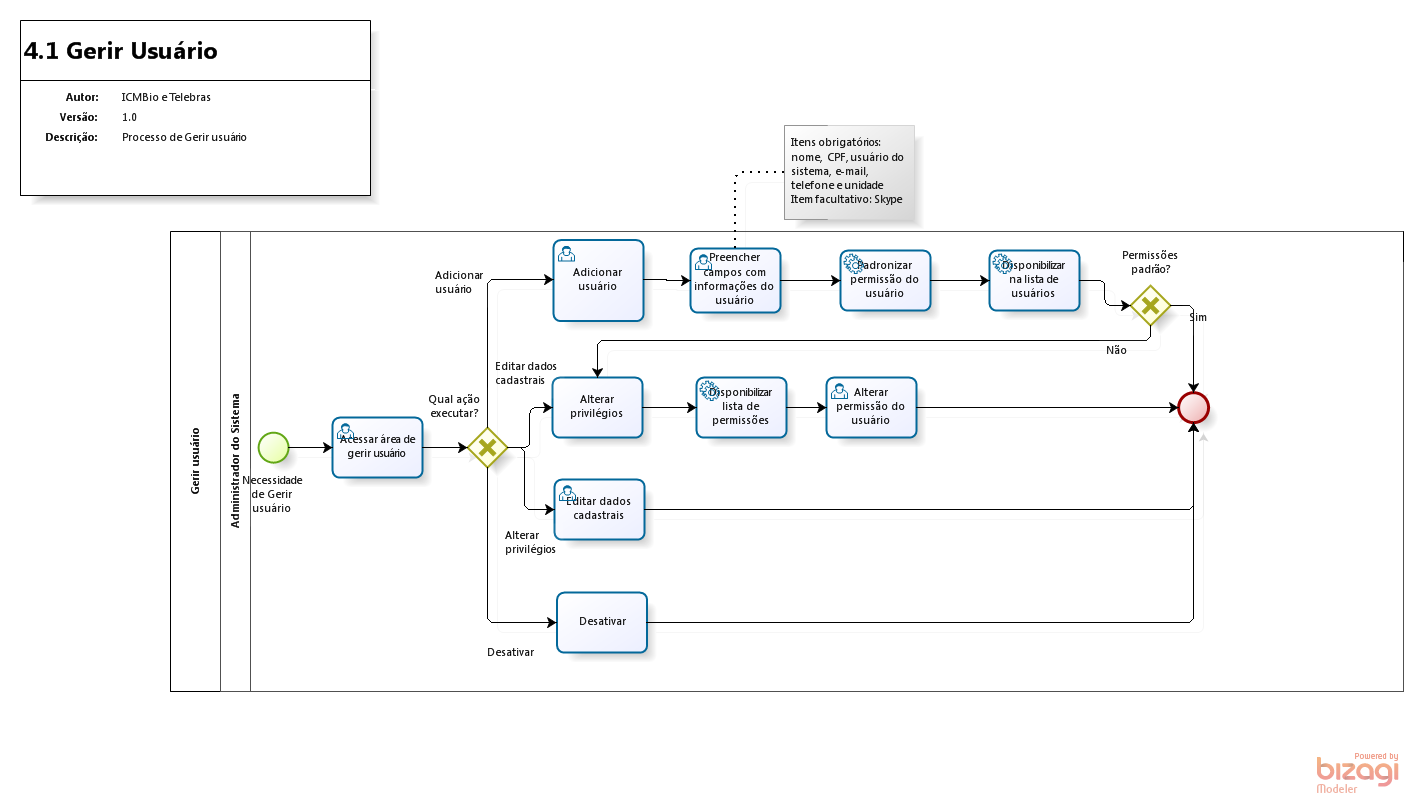 4.1 Gerir Usuário
Autor: ICMBio e Telebras
Versão: 1.0
Descrição: Processo de Gerir usuário
Itens obrigatórios:
nome, CPF, usuário do
sistema, e-mail,
telefone e unidade
Item facultativo: Skype
Gerir usuário
Administrador do Sistema
Necessidade
de Gerir
usuário
Acessar área de
gerir usuário
Qual ação
executar?
Adicionar
usuário
Adicionar
usuário
Preencher
campos com
informações do
usuário
Padronizar
permissão do
usuário
Disponibilizar
na lista de
usuários
Permissões
padrão?
Sim
Não
Editar dados
cadastrais
Alterar
privilégios
Disponibilizar
lista de
permissões
Alterar
permissão do
usuário
Alterar
privilégios
Editar dados
cadastrais
Desativar
Desativar
Powered by
bizagi
Modeler